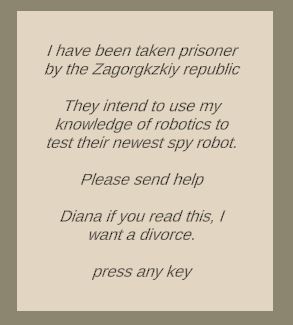 I have been taken prisoner
by the Zagorgkzkiy republic
They intend to use my
knowledge of robotics to
test their newest spy robot.
Please send help
Diana if you read this, I
want a divorce.
press any key